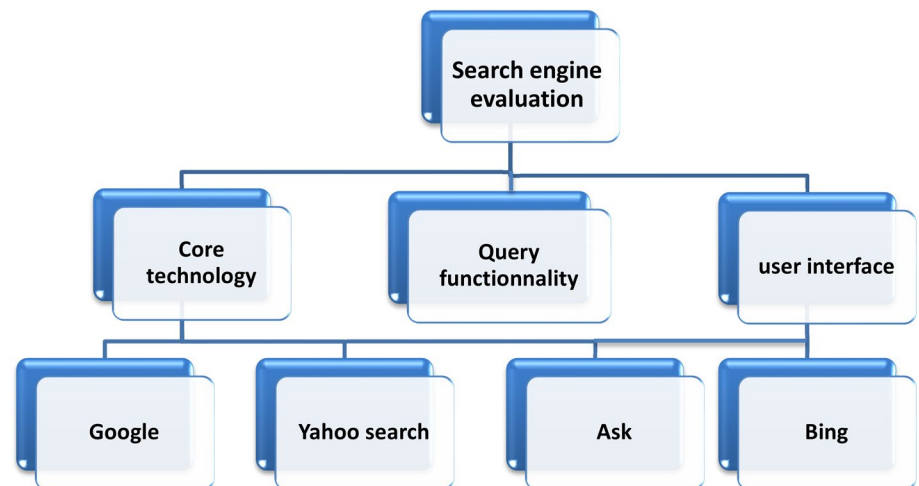 Search engine
evaluation
Core
technology
Query
functionnality
user interface
Google
Yahoo search
Ask
Bing